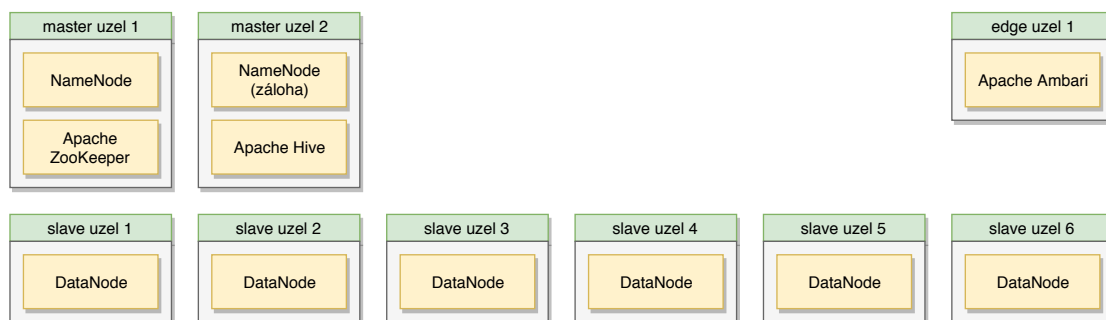 master uzel 1
NameNode
Apache
ZooKeeper
master uzel 2
NameNode
(záloha)
Apache Hive
edge uzel 1
Apache Ambari
slave uzel 1
DataNode
slave uzel 2
DataNode
slave uzel 3
DataNode
slave uzel 4
DataNode
slave uzel 5
DataNode
slave uzel 6
DataNode